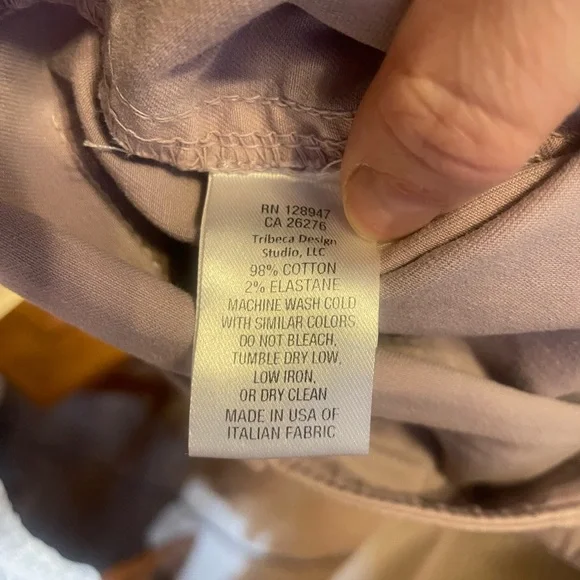 RN 128947
CA 26276
Tribeca Design
Studio, LLC
98% COTTON
2% ELASTANE
MACHINE WASH COLD
WITH SIMILAR COLORS
DO NOT BLEACH,
TUMBLE DRY LOW,
LOW IRON,
OR DRY CLEAN
MADE IN USA OF
ITALIAN FABRIC